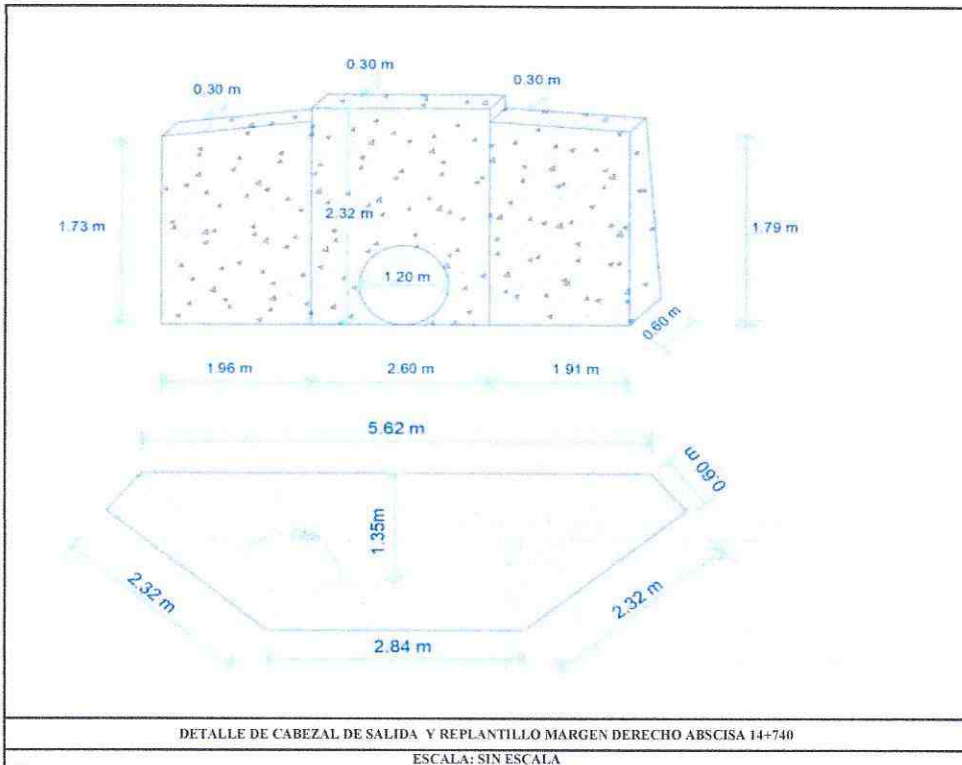 0.30 m
0.30 m
0.30 m
1.73 m
2.32 m
1.20 m
1.79 m
0.60 m
1.96 m
2.60 m
1.91 m
5.62 m
0.60 m
1.35m
2.32 m
2.32 m
2.84 m
DETALLE DE CABEZAL DE SALIDA Y REPLANTILLO MARGEN DERECHO ABSCISA 14+740
ESCALA: SIN ESCALA